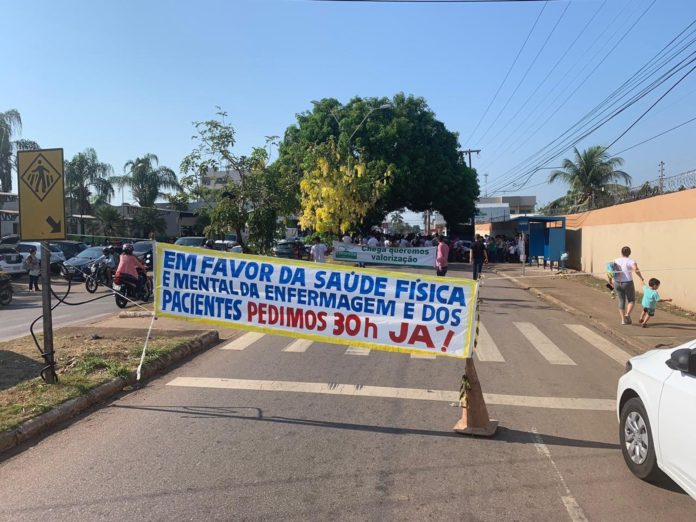 Chega queremos
valorização
EM FAVOR DA SAÚDE FÍSICA
E MENTAL DA ENFERMAGEM E DOS
PACIENTES PEDIMOS 30h JÁ!